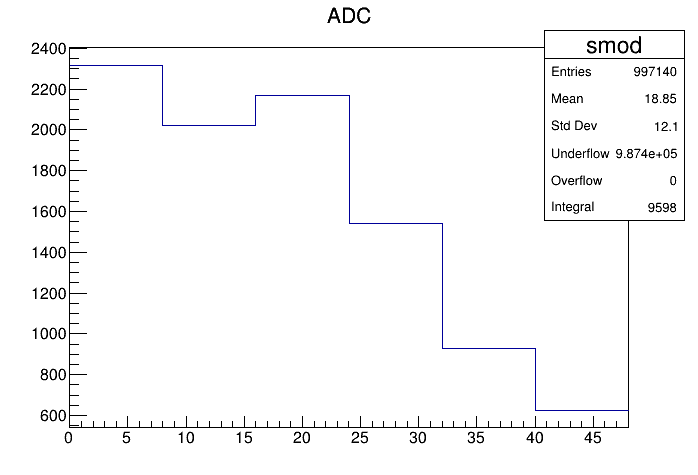 ADC
smod
Entries 997140
Mean 18.85
Std Dev 12.1
Underflow 9.874e+05
Overflow 0
Integral 9598
2400
2200
2000
1800
1600
1400
1200
1000
800
600
0 5 10 15 20 25 30 35 40 45